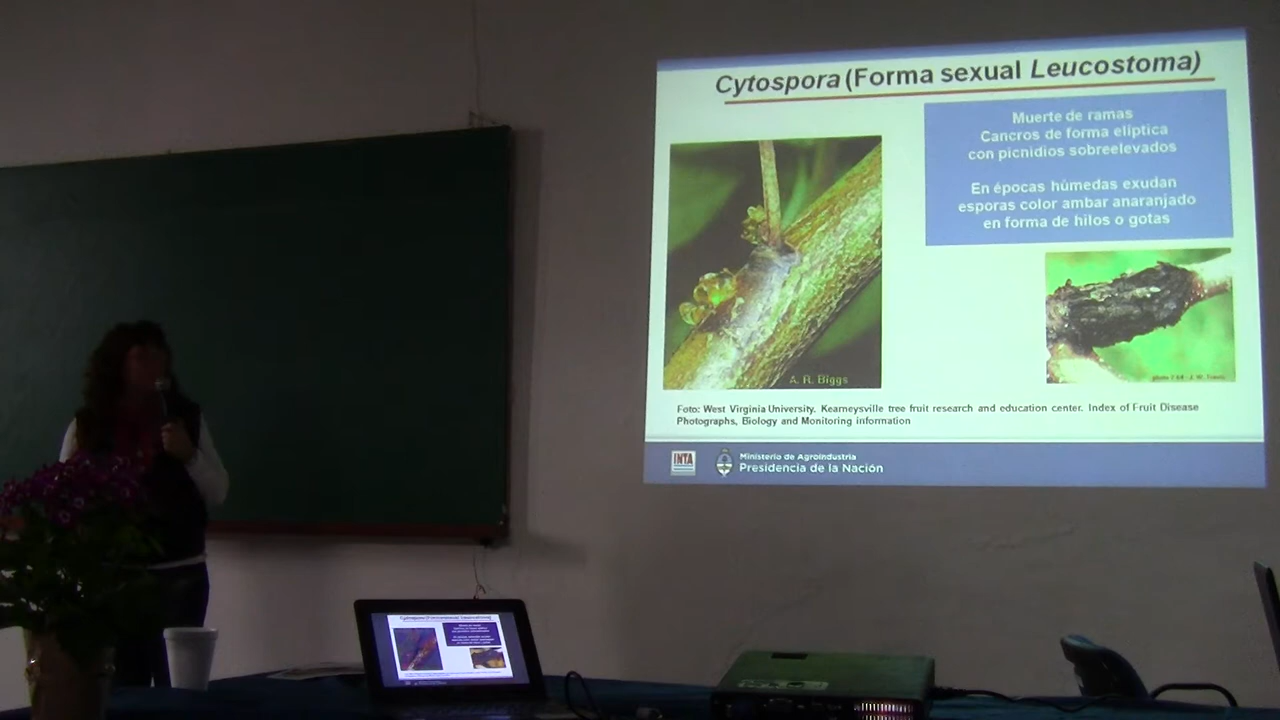 Cytospora (Forma sexual Leucostoma)
Muerte de ramas
Cancros de forma elíptica
con picnidios sobreelevados
En épocas húmedas exudan
esporas color ambar anaranjado
en forma de hilos o gotas
A. R. Biggs
Foto: West Virginia University. Kearneysville tree fruit research and education center. Index of Fruit Disease
Photographs, Biology and Monitoring information
INTA
Ministerio de Agroindustria
Presidencia de la Nación